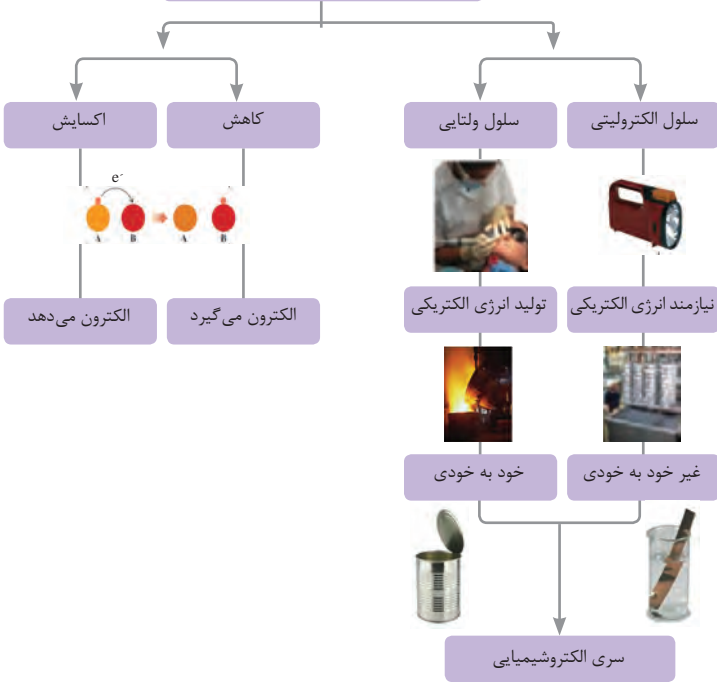 سلول الکترولیتی
سلول ولتایی
کاهش
اکسایش
e-
A B A B
نیازمند انرژی الکتریکی
تولید انرژی الکتریکی
الکترون می‌گیرد
الکترون می‌دهد
غیر خود به خودی
خود به خودی
سری الکتروشیمیایی